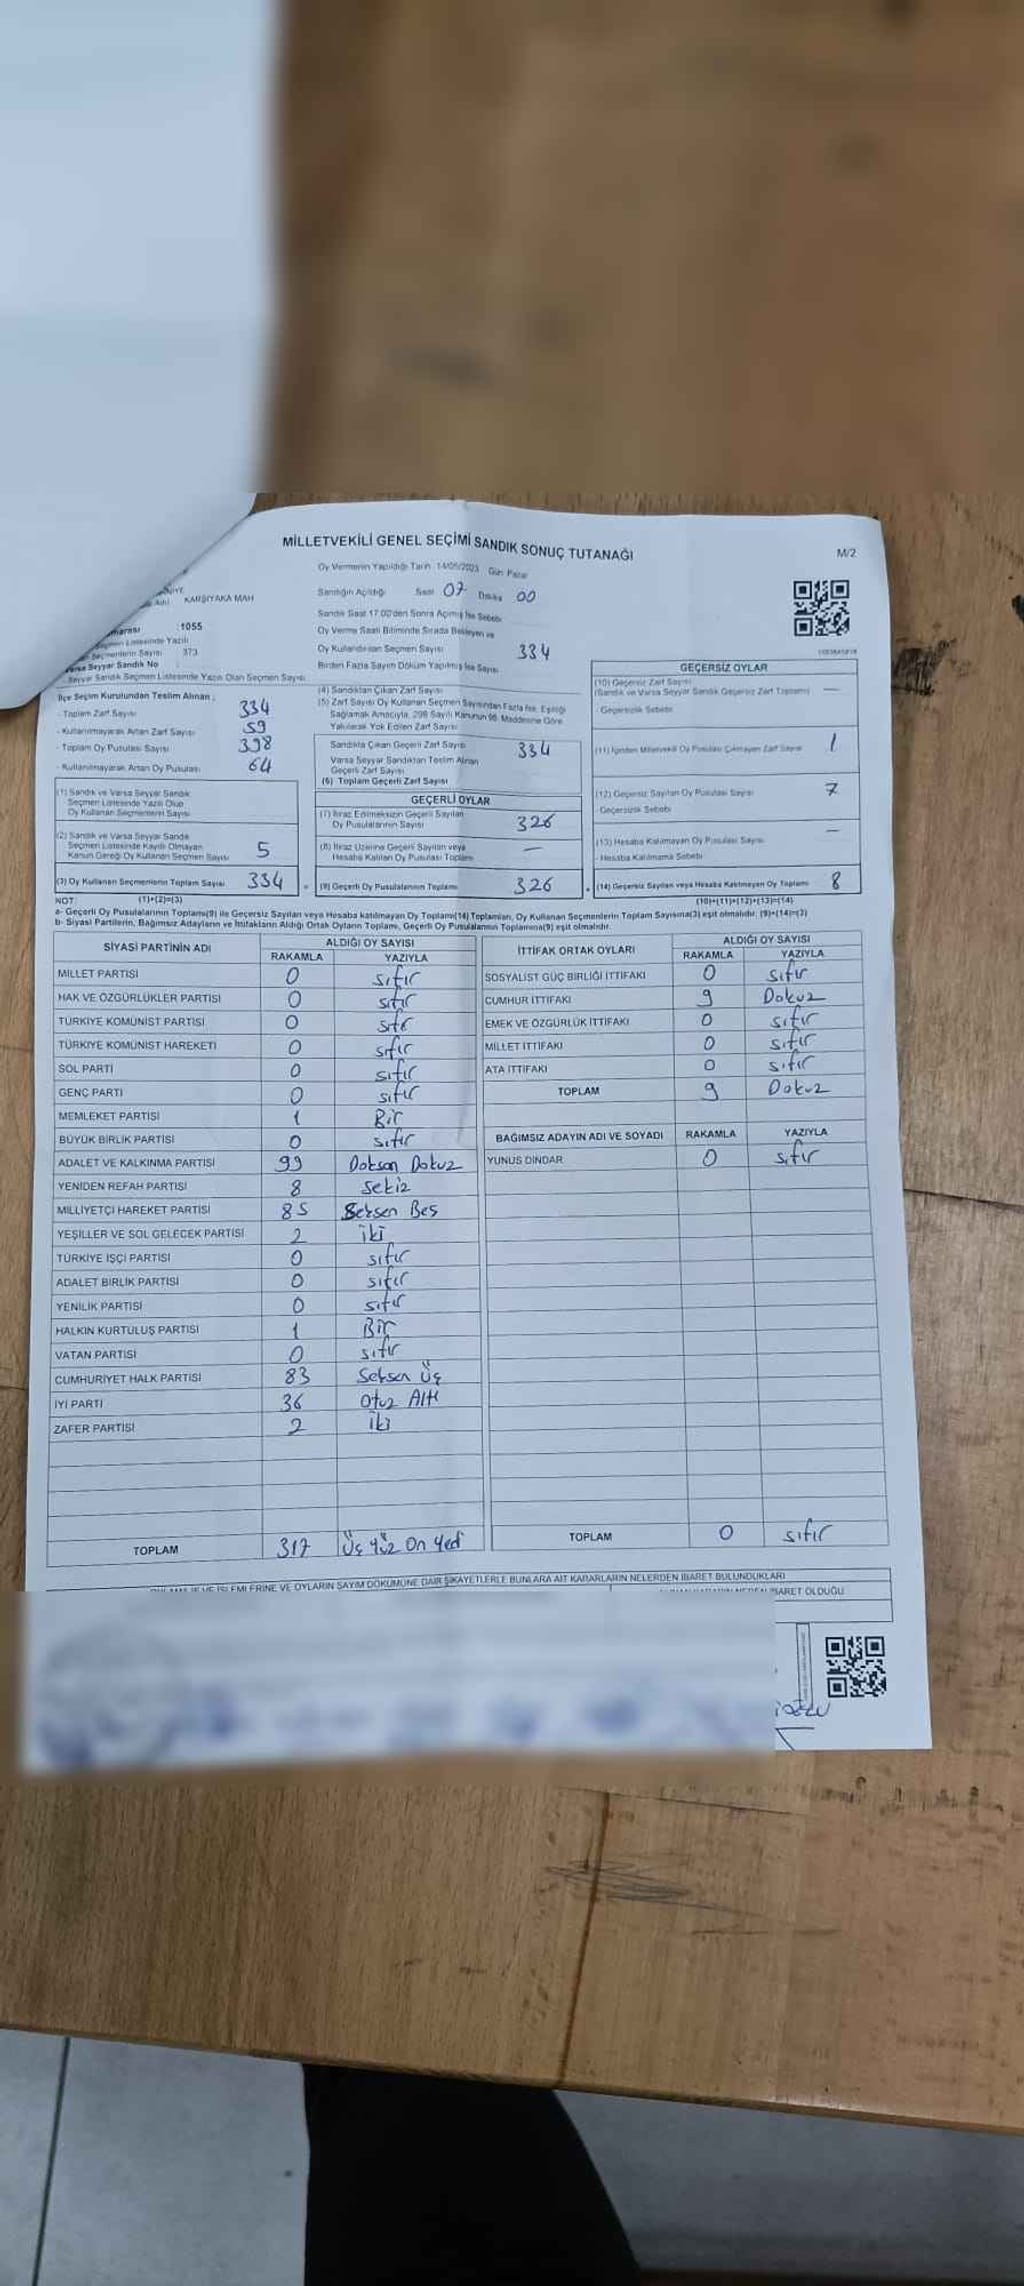 MİLLETVEKİLİ GENEL SEÇİMİ SANDIK SONUÇ TUTANAĞI
M/2
Oy Vermenin Yapıldığı Tarih 14/05/2023 Gün Pazar
KARŞIYAKA MAH
Sandığın Açıldığı Saat 07 Dakika 00
Sandık Saat 17:00'den Sonra Açılmış İse Sebebi
1055
Oy Verme Saati Bitiminde Sırada Bekleyen ve
Oy Kullandırılan Seçmen Sayısı 334
Seçmen Listesinde Yazılı
Seçmenlerin Sayısı 373
Birden Fazla Sayım Döküm Yapılmış İse Sayısı
Varsa Seyyar Sandık No
Seyyar Sandık Seçmen Listesinde Yazılı Olan Seçmen Sayısı
İlçe Seçim Kurulundan Teslim Alınan ;
- Toplam Zarf Sayısı 334
- Kullanılmayarak Artan Zarf Sayısı 59
- Toplam Oy Pusulası Sayısı 398
- Kullanılmayarak Artan Oy Pusulası 64
(1) Sandık ve Varsa Seyyar Sandık
Seçmen Listesinde Yazılı Olup
Oy Kullanan Seçmenlerin Sayısı
(2) Sandık ve Varsa Seyyar Sandık
Seçmen Listesinde Kayıtlı Olmayan
Kanun Gereği Oy Kullanan Seçmen Sayısı 5
(3) Oy Kullanan Seçmenlerin Toplam Sayısı 334
(4) Sandıktan Çıkan Zarf Sayısı
(5) Zarf Sayısı Oy Kullanan Seçmen Sayısından Fazla İse, Eşitliği
Sağlamak Amacıyla, 298 Sayılı Kanunun 98. Maddesine Göre
Yakılarak Yok Edilen Zarf Sayısı
Sandıkta Çıkan Geçerli Zarf Sayısı 334
Varsa Seyyar Sandıktan Teslim Alınan
Geçerli Zarf Sayısı
(6) Toplam Geçerli Zarf Sayısı
GEÇERLİ OYLAR
(7) İtiraz Edilmeksizin Geçerli Sayılan
Oy Pusulalarının Sayısı 326
(8) İtiraz Üzerine Geçerli Sayılan veya
Hesaba Katılan Oy Pusulası Toplamı —
(9) Geçerli Oy Pusulalarının Toplamı 326
GEÇERSİZ OYLAR
(10) Geçersiz Zarf Sayısı
(Sandık ve Varsa Seyyar Sandık Geçersiz Zarf Toplamı) —
- Geçersizlik Sebebi
(11) İçinden Milletvekili Oy Pusulası Çıkmayan Zarf Sayısı 1
(12) Geçersiz Sayılan Oy Pusulası Sayısı 7
- Geçersizlik Sebebi
(13) Hesaba Katılmayan Oy Pusulası Sayısı —
- Hesaba Katılmama Sebebi
(14) Geçersiz Sayılan veya Hesaba Katılmayan Oy Toplamı 8
NOT: (1)+(2)=(3) (10)+(11)+(12)+(13)=(14)
a- Geçerli Oy Pusulalarının Toplamı(9) ile Geçersiz Sayılan veya Hesaba katılmayan Oy Toplamı(14) Toplamları, Oy Kullanan Seçmenlerin Toplam Sayısına(3) eşit olmalıdır. (9)+(14)=(3)
b- Siyasi Partilerin, Bağımsız Adayların ve İttifakların Aldığı Ortak Oyların Toplamı, Geçerli Oy Pusulalarının Toplamına(9) eşit olmalıdır.
SİYASİ PARTİNİN ADI ALDIĞI OY SAYISI
RAKAMLA YAZIYLA
MİLLET PARTİSİ 0 sıfır
HAK VE ÖZGÜRLÜKLER PARTİSİ 0 sıfır
TÜRKİYE KOMÜNİST PARTİSİ 0 sıfır
TÜRKİYE KOMÜNİST HAREKETİ 0 sıfır
SOL PARTİ 0 sıfır
GENÇ PARTİ 0 sıfır
MEMLEKET PARTİSİ 1 Bir
BÜYÜK BİRLİK PARTİSİ 0 sıfır
ADALET VE KALKINMA PARTİSİ 99 Doksan Dokuz
YENİDEN REFAH PARTİSİ 8 sekiz
MİLLİYETÇİ HAREKET PARTİSİ 85 Seksen Beş
YEŞİLLER VE SOL GELECEK PARTİSİ 2 iki
TÜRKİYE İŞÇİ PARTİSİ 0 sıfır
ADALET BİRLİK PARTİSİ 0 sıfır
YENİLİK PARTİSİ 0 sıfır
HALKIN KURTULUŞ PARTİSİ 1 Bir
VATAN PARTİSİ 0 sıfır
CUMHURİYET HALK PARTİSİ 83 Seksen Üç
İYİ PARTİ 36 Otuz Altı
ZAFER PARTİSİ 2 iki
TOPLAM 317 Üç Yüz On Yedi
İTTİFAK ORTAK OYLARI ALDIĞI OY SAYISI
RAKAMLA YAZIYLA
SOSYALİST GÜÇ BİRLİĞİ İTTİFAKI 0 sıfır
CUMHUR İTTİFAKI 9 Dokuz
EMEK VE ÖZGÜRLÜK İTTİFAKI 0 sıfır
MİLLET İTTİFAKI 0 sıfır
ATA İTTİFAKI 0 sıfır
TOPLAM 9 Dokuz
BAĞIMSIZ ADAYIN ADI VE SOYADI RAKAMLA YAZIYLA
YUNUS DİNDAR 0 sıfır
TOPLAM 0 sıfır
İŞLEMLERİNE VE OYLARIN SAYIM DÖKÜMÜNE DAİR ŞİKAYETLERLE BUNLARA AİT KARARLARIN NELERDEN İBARET BULUNDUKLARI
İBARET OLDUĞU